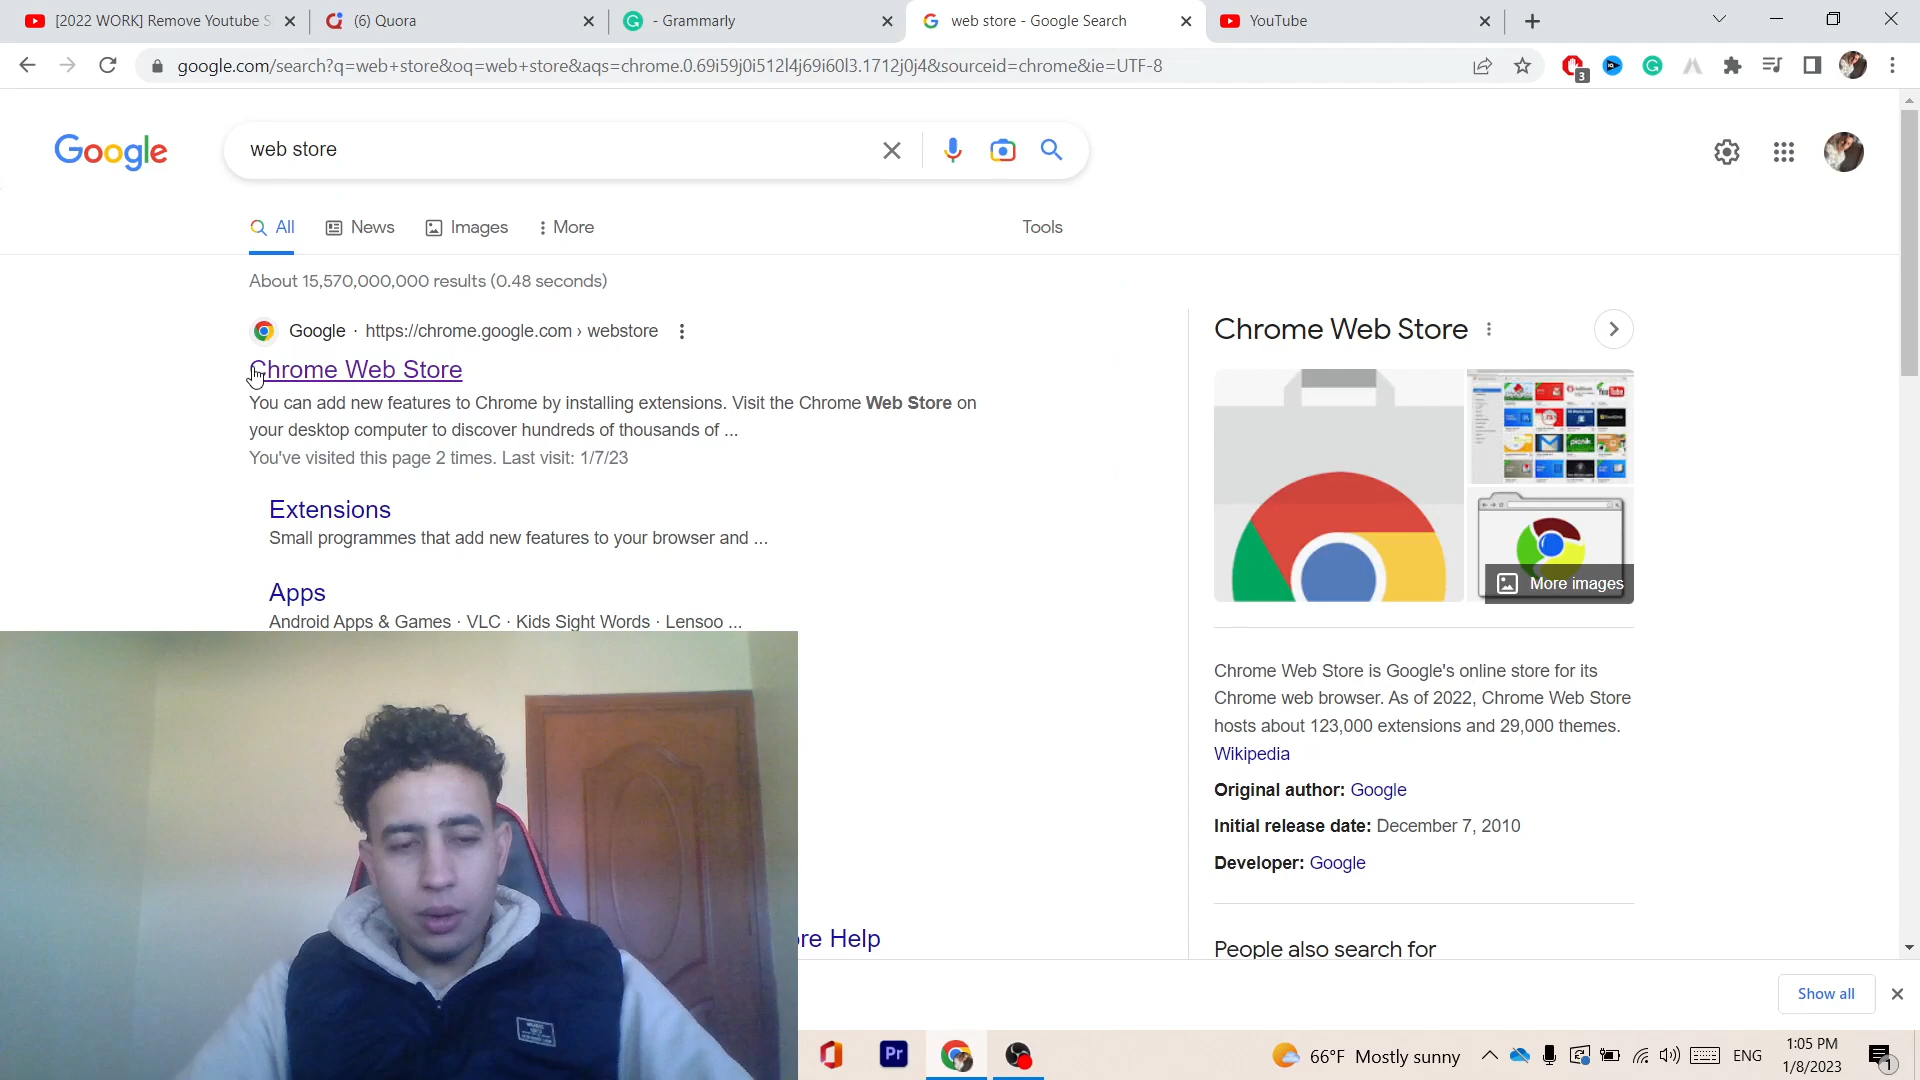 [2022 WORK] Remove Youtube S
(6) Quora
- Grammarly
web store - Google Search
YouTube
google.com/search?q=web+store&oq=web+store&aqs=chrome.0.69i59j0i512l4j69i60l3.1712j0j4&sourceid=chrome&ie=UTF-8
3
Google
web store
All
News
Images
More
Tools
About 15,570,000,000 results (0.48 seconds)
Google · https://chrome.google.com › webstore
Chrome Web Store
You can add new features to Chrome by installing extensions. Visit the Chrome Web Store on
your desktop computer to discover hundreds of thousands of ...
You've visited this page 2 times. Last visit: 1/7/23
Extensions
Small programmes that add new features to your browser and ...
Apps
Android Apps & Games · VLC · Kids Sight Words · Lensoo ...
re Help
Chrome Web Store
More images
Chrome Web Store is Google's online store for its
Chrome web browser. As of 2022, Chrome Web Store
hosts about 123,000 extensions and 29,000 themes.
Wikipedia
Original author: Google
Initial release date: December 7, 2010
Developer: Google
People also search for
Show all
Pr
66°F Mostly sunny
ENG
1:05 PM
1/8/2023
1